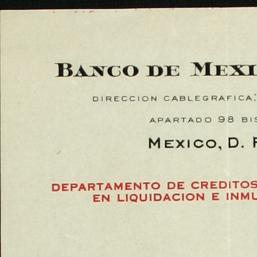 BANCO DE MEXI
DIRECCION CABLEGRAFICA:
APARTADO 98 BIS
MEXICO, D. F
DEPARTAMENTO DE CREDITOS
EN LIQUIDACION E INMU